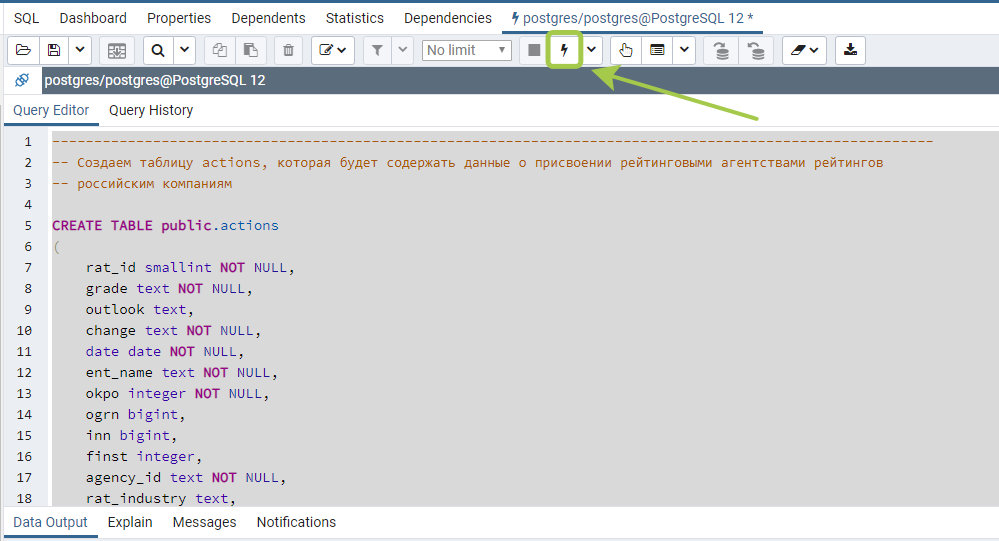 SQL Dashboard Properties Dependents Statistics Dependencies postgres/postgres@PostgreSQL 12 *
No limit
postgres/postgres@PostgreSQL 12
Query Editor Query History
1 --------------------------------------------------------------------------------------------------------
2 -- Создаем таблицу actions, которая будет содержать данные о присвоении рейтинговыми агентствами рейтингов
3 -- российским компаниям
4
5 CREATE TABLE public.actions
6 (
7 rat_id smallint NOT NULL,
8 grade text NOT NULL,
9 outlook text,
10 change text NOT NULL,
11 date date NOT NULL,
12 ent_name text NOT NULL,
13 okpo integer NOT NULL,
14 ogrn bigint,
15 inn bigint,
16 finst integer,
17 agency_id text NOT NULL,
18 rat_industry text,
Data Output Explain Messages Notifications